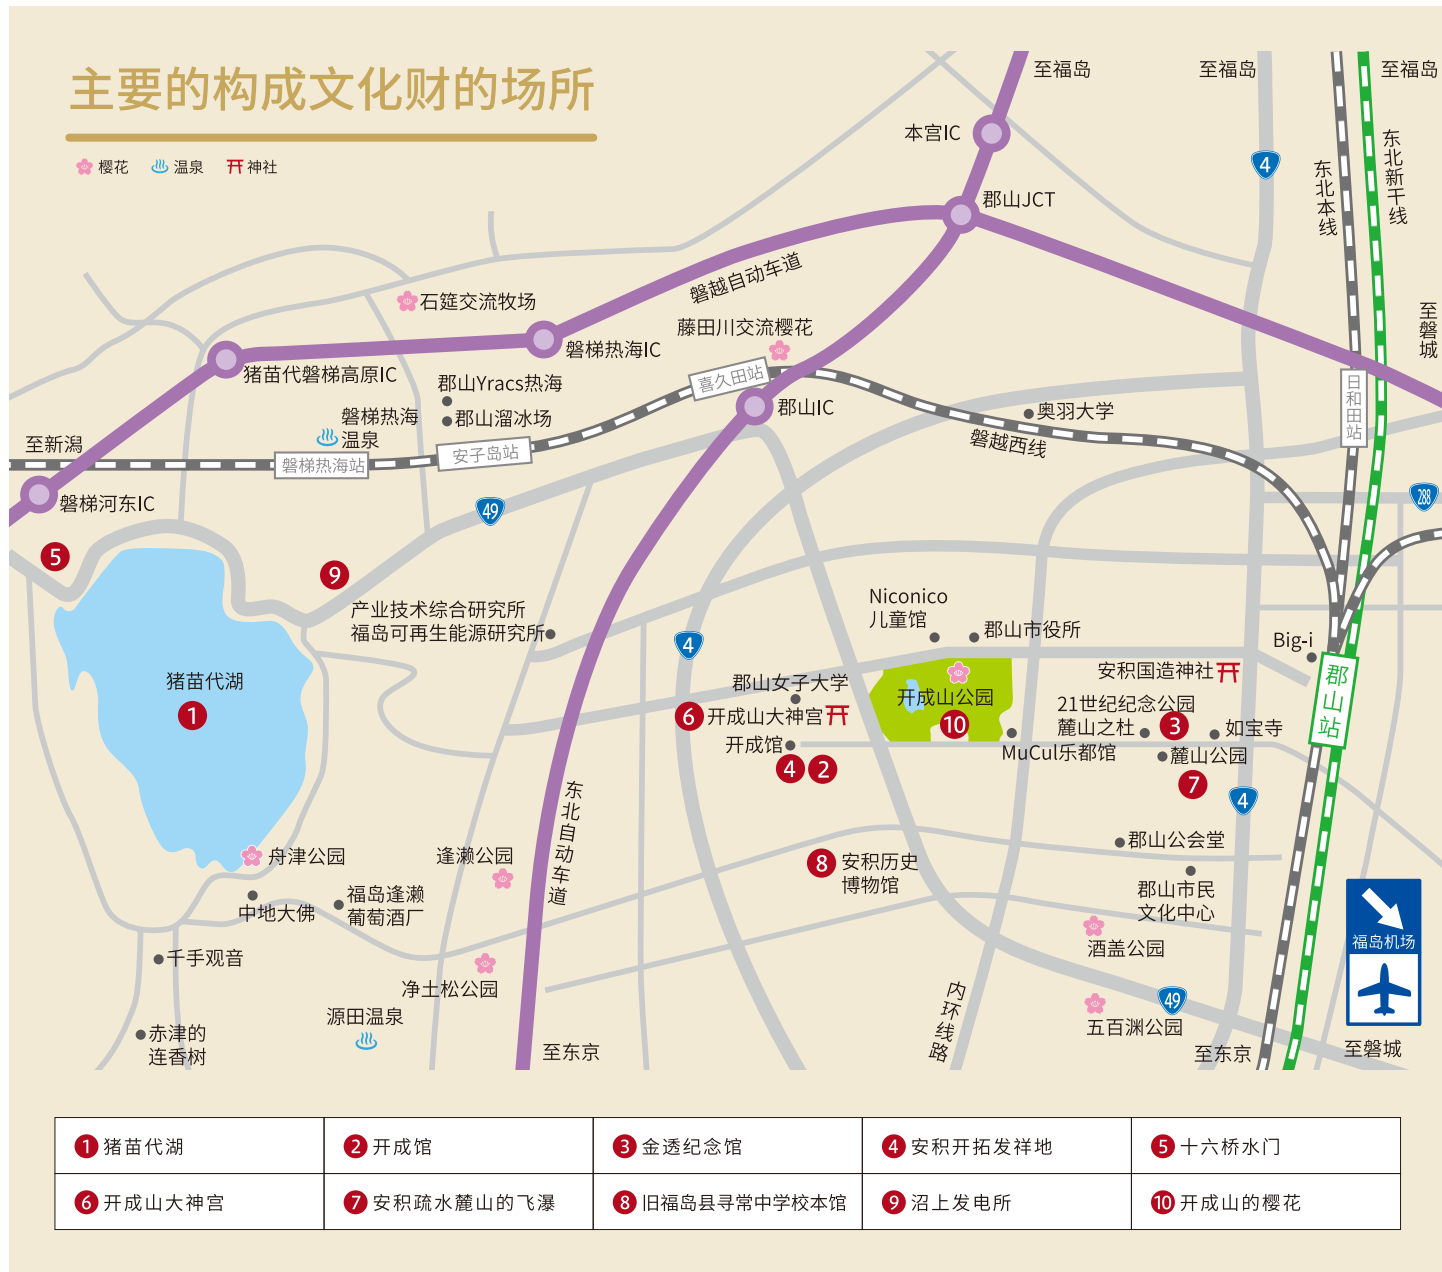 主要的构成文化财的场所
樱花
温泉
神社
至福岛
至福岛
至福岛
本宫IC
4
东北本线
东北新干线
郡山JCT
磐越自动车道
石筵交流牧场
藤田川交流樱花
至磐城
磐梯热海IC
猪苗代磐梯高原IC
郡山Yracs热海
喜久田站
日和田站
磐梯热海
温泉
郡山溜冰场
郡山IC
奥羽大学
至新潟
磐越西线
安子岛站
磐梯热海站
磐梯河东IC
49
288
5
9
产业技术综合研究所
福岛可再生能源研究所
Niconico
儿童馆
郡山市役所
4
Big-i
安积国造神社
猪苗代湖
1
郡山女子大学
开成山公园
10
21世纪纪念公园
麓山之杜
3
如宝寺
郡山站
6
开成山大神宫
开成馆
4
2
MuCul乐都馆
麓山公园
7
4
东北自动车道
郡山公会堂
舟津公园
逢濑公园
8
安积历史
博物馆
郡山市民
文化中心
中地大佛
福岛逢濑
葡萄酒厂
酒盖公园
福岛机场
千手观音
净土松公园
内环线路
49
源田温泉
五百渊公园
赤津的
连香树
至东京
至东京
至磐城
1 猪苗代湖
2 开成馆
3 金透纪念馆
4 安积开拓发祥地
5 十六桥水门
6 开成山大神宫
7 安积疏水麓山的飞瀑
8 旧福岛县寻常中学校本馆
9 沼上发电所
10 开成山的樱花